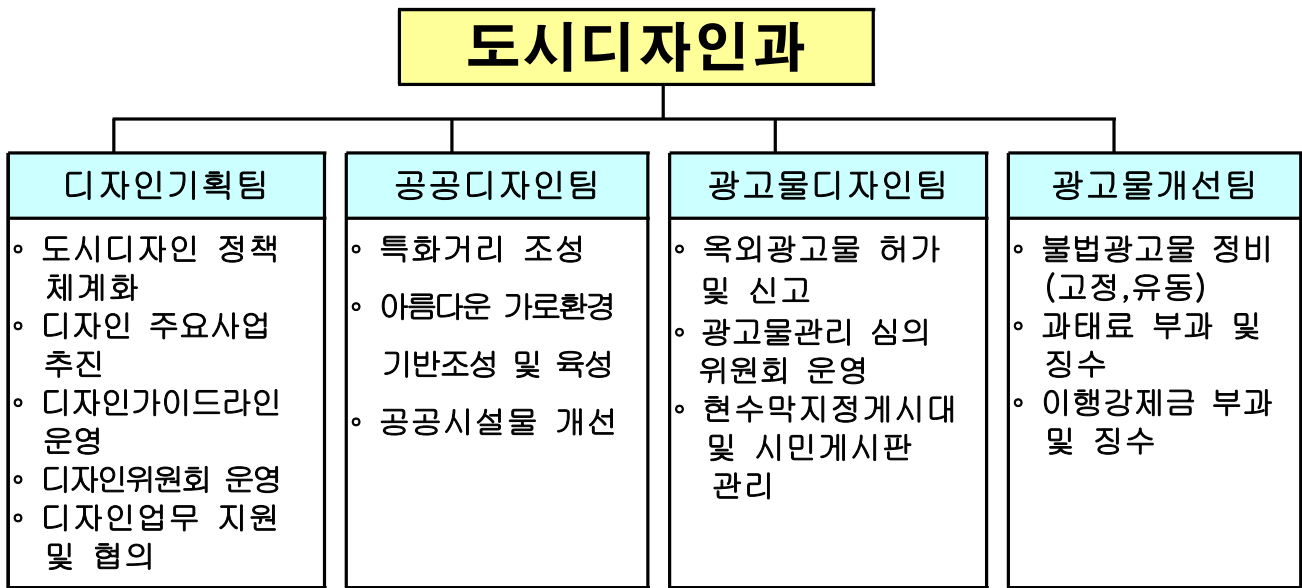 도시디자인과
디자인기획팀
◦ 도시디자인 정책
체계화
◦ 디자인 주요사업
추진
◦ 디자인가이드라인
운영
◦ 디자인위원회 운영
◦ 디자인업무 지원
및 협의
공공디자인팀
◦ 특화거리 조성
◦ 아름다운 가로환경
기반조성 및 육성
◦ 공공시설물 개선
광고물디자인팀
◦ 옥외광고물 허가
및 신고
◦ 광고물관리 심의
위원회 운영
◦ 현수막지정게시대
및 시민게시판
관리
광고물개선팀
◦ 불법광고물 정비
(고정,유동)
◦ 과태료 부과 및
징수
◦ 이행강제금 부과
및 징수